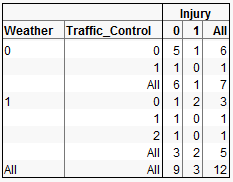 Injury
Weather Traffic_Control 0 1 All
0 0 5 1 6
1 1 0 1
All 6 1 7
1 0 1 2 3
1 1 0 1
2 1 0 1
All 3 2 5
All All 9 3 12